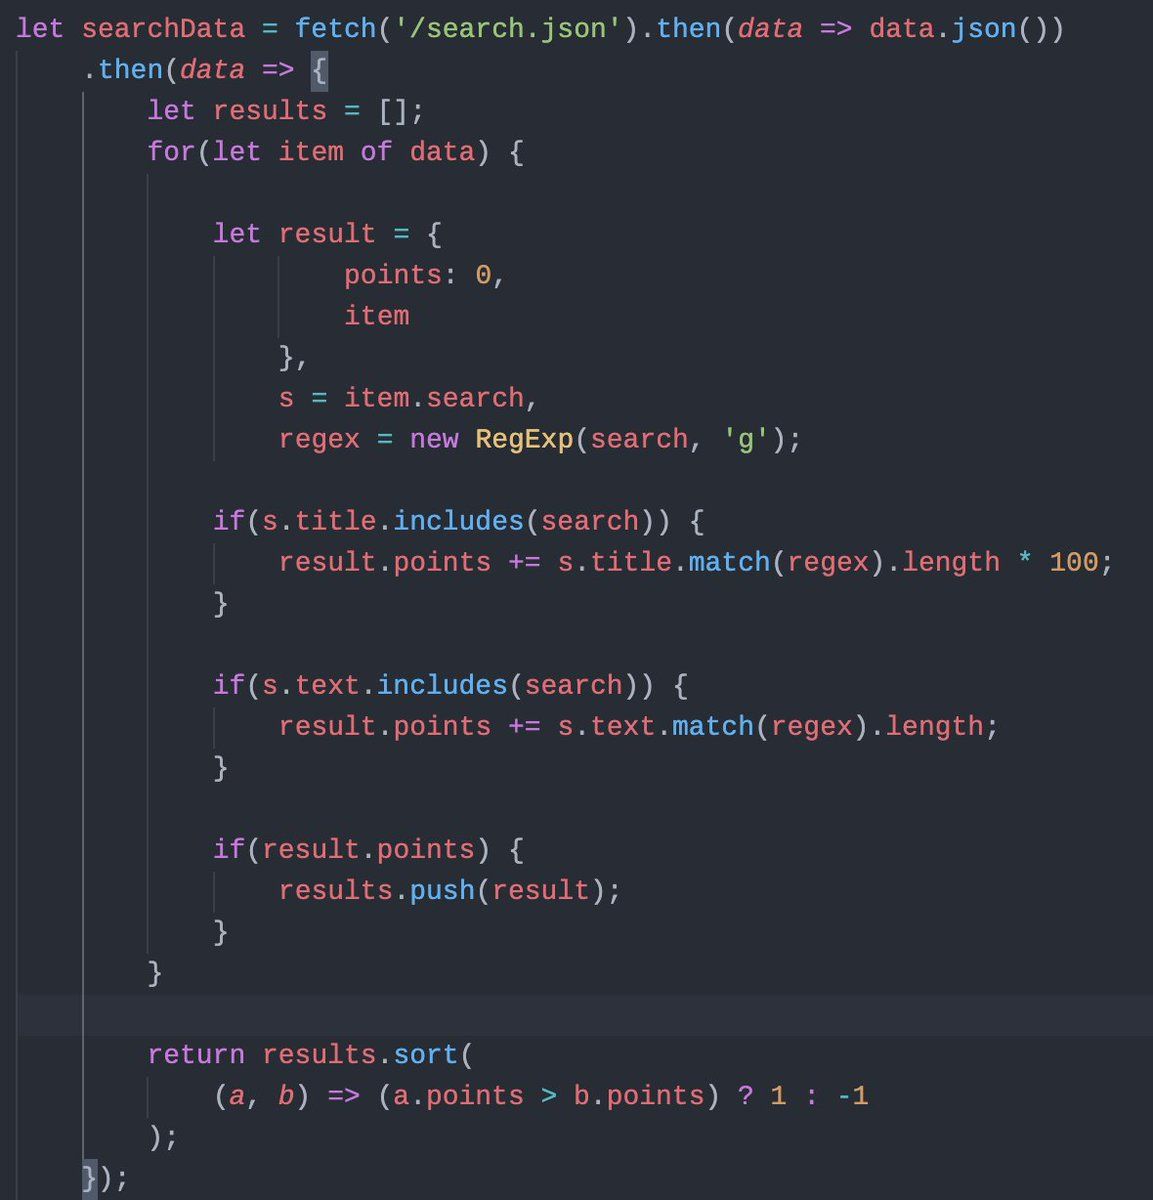 let searchData = fetch('/search.json').then(data => data.json())
.then(data => {
let results = [];
for(let item of data) {
let result = {
points: 0,
item
},
s = item.search,
regex = new RegExp(search, 'g');
if(s.title.includes(search)) {
result.points += s.title.match(regex).length * 100;
}
if(s.text.includes(search)) {
result.points += s.text.match(regex).length;
}
if(result.points) {
results.push(result);
}
}
return results.sort(
(a, b) => (a.points > b.points) ? 1 : -1
);
});